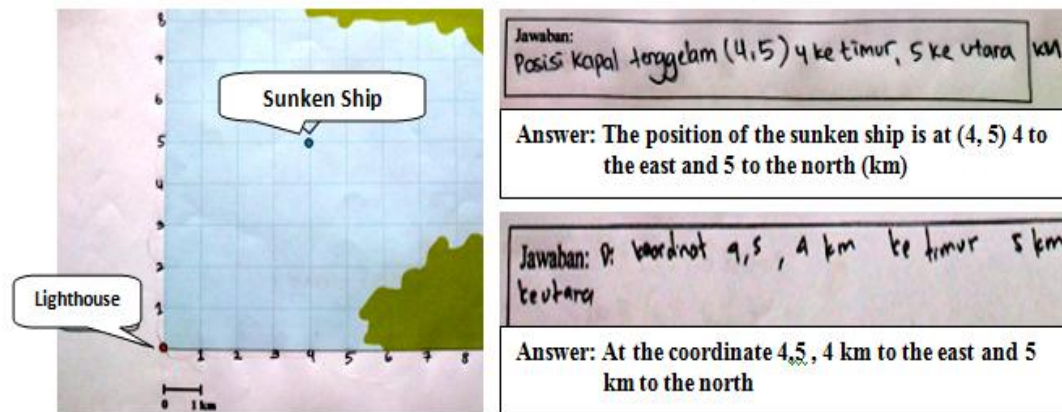 8
7
6
5
4
3
2
1
Sunken Ship
Lighthouse
1 2 3 4 5 6 7 8
0 1 km
Jawaban:
Posisi Kapal tenggelam (4,5) 4 ke timur, 5 ke utara km
Answer: The position of the sunken ship is at (4, 5) 4 to
the east and 5 to the north (km)
Jawaban: Di koordinat 4,5 , 4 km ke timur 5 km
keutara
Answer: At the coordinate 4,5 , 4 km to the east and 5
km to the north